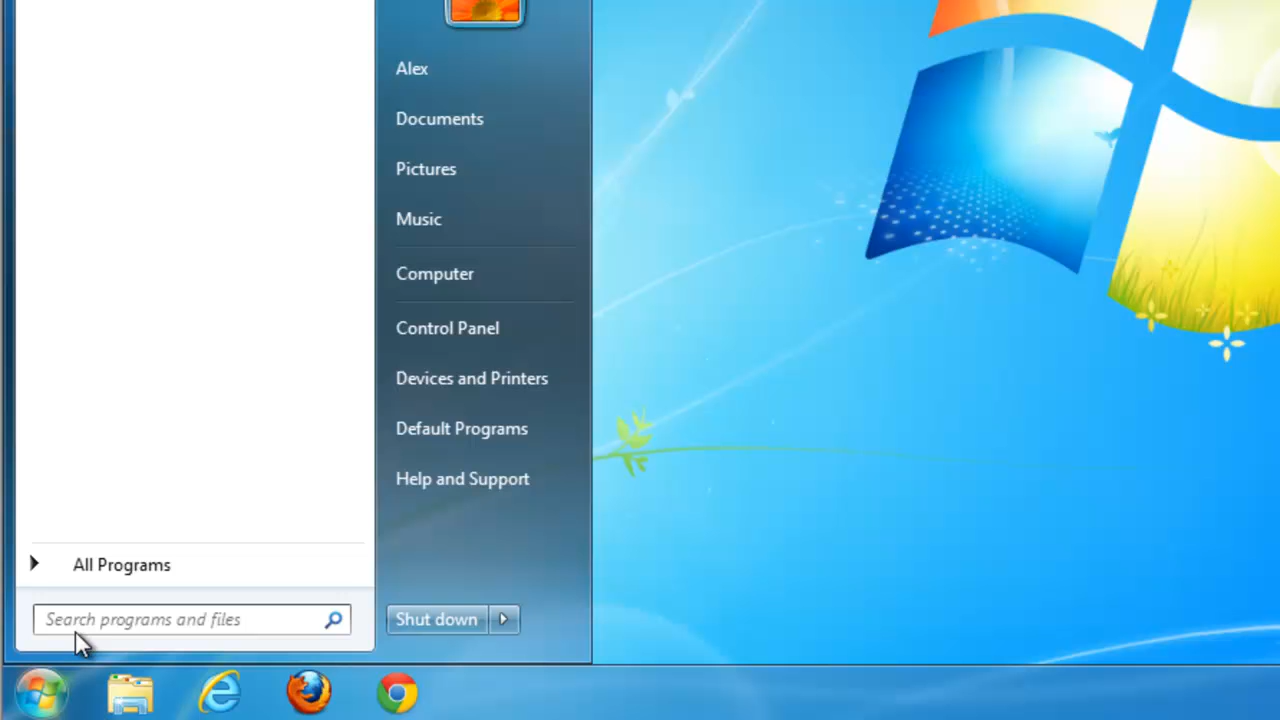 Alex
Documents
Pictures
Music
Computer
Control Panel
Devices and Printers
Default Programs
Help and Support
All Programs
Search programs and files
Shut down